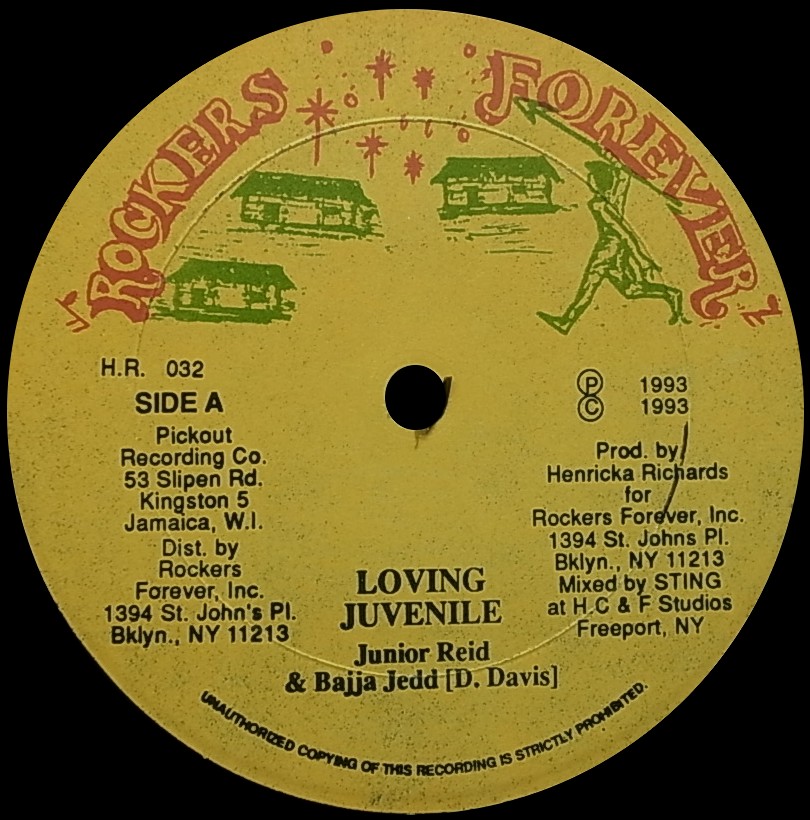 ROCKERS FOREVER
H.R. 032
SIDE A
Pickout
Recording Co.
53 Slipen Rd.
Kingston 5
Jamaica, W.I.
Dist. by
Rockers
Forever, Inc.
1394 St. John's Pl.
Bklyn., NY 11213
Ⓟ 1993
© 1993
Prod. by
Henricka Richards
for
Rockers Forever, Inc.
1394 St. Johns Pl.
Bklyn., NY 11213
Mixed by STING
at H C & F Studios
Freeport, NY
LOVING
JUVENILE
Junior Reid
& Bajja Jedd [D. Davis]
UNAUTHORIZED COPYING OF THIS RECORDING IS STRICTLY PROHIBITED.